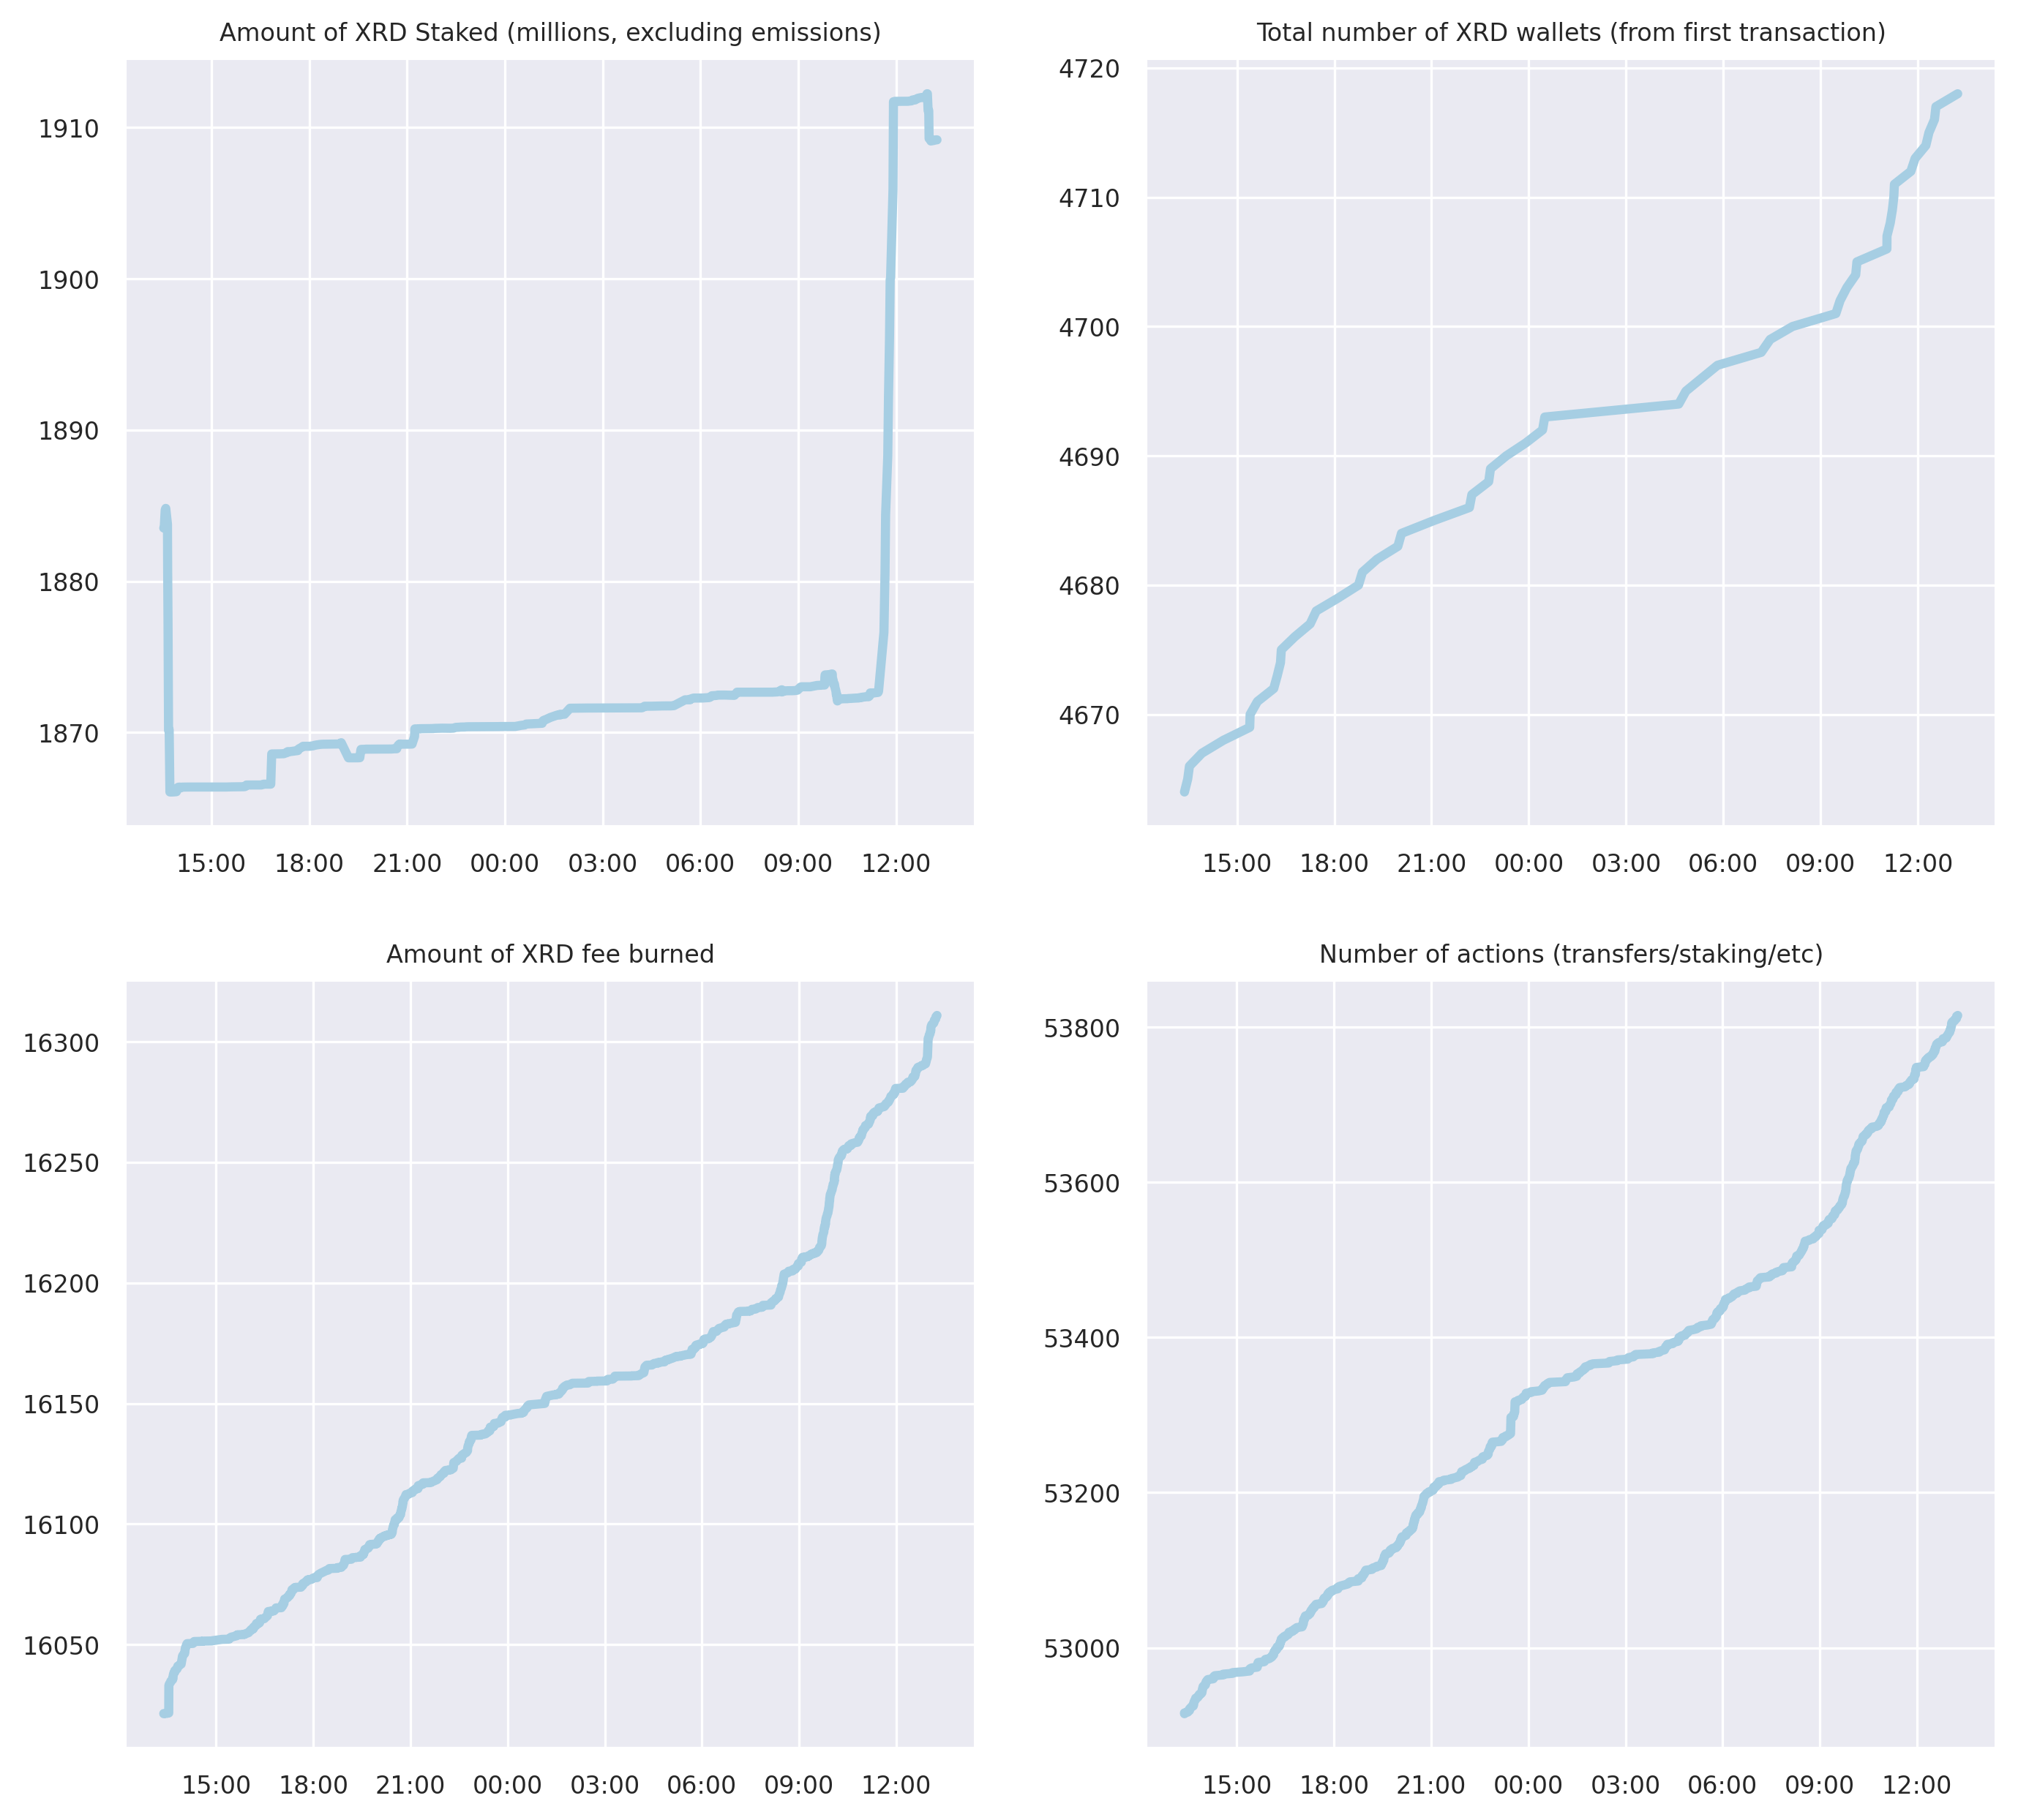 Amount of XRD Staked (millions, excluding emissions)
1910
1900
1890
1880
1870
15:00 18:00 21:00 00:00 03:00 06:00 09:00 12:00
Total number of XRD wallets (from first transaction)
4720
4710
4700
4690
4680
4670
15:00 18:00 21:00 00:00 03:00 06:00 09:00 12:00
Amount of XRD fee burned
16300
16250
16200
16150
16100
16050
15:00 18:00 21:00 00:00 03:00 06:00 09:00 12:00
Number of actions (transfers/staking/etc)
53800
53600
53400
53200
53000
15:00 18:00 21:00 00:00 03:00 06:00 09:00 12:00